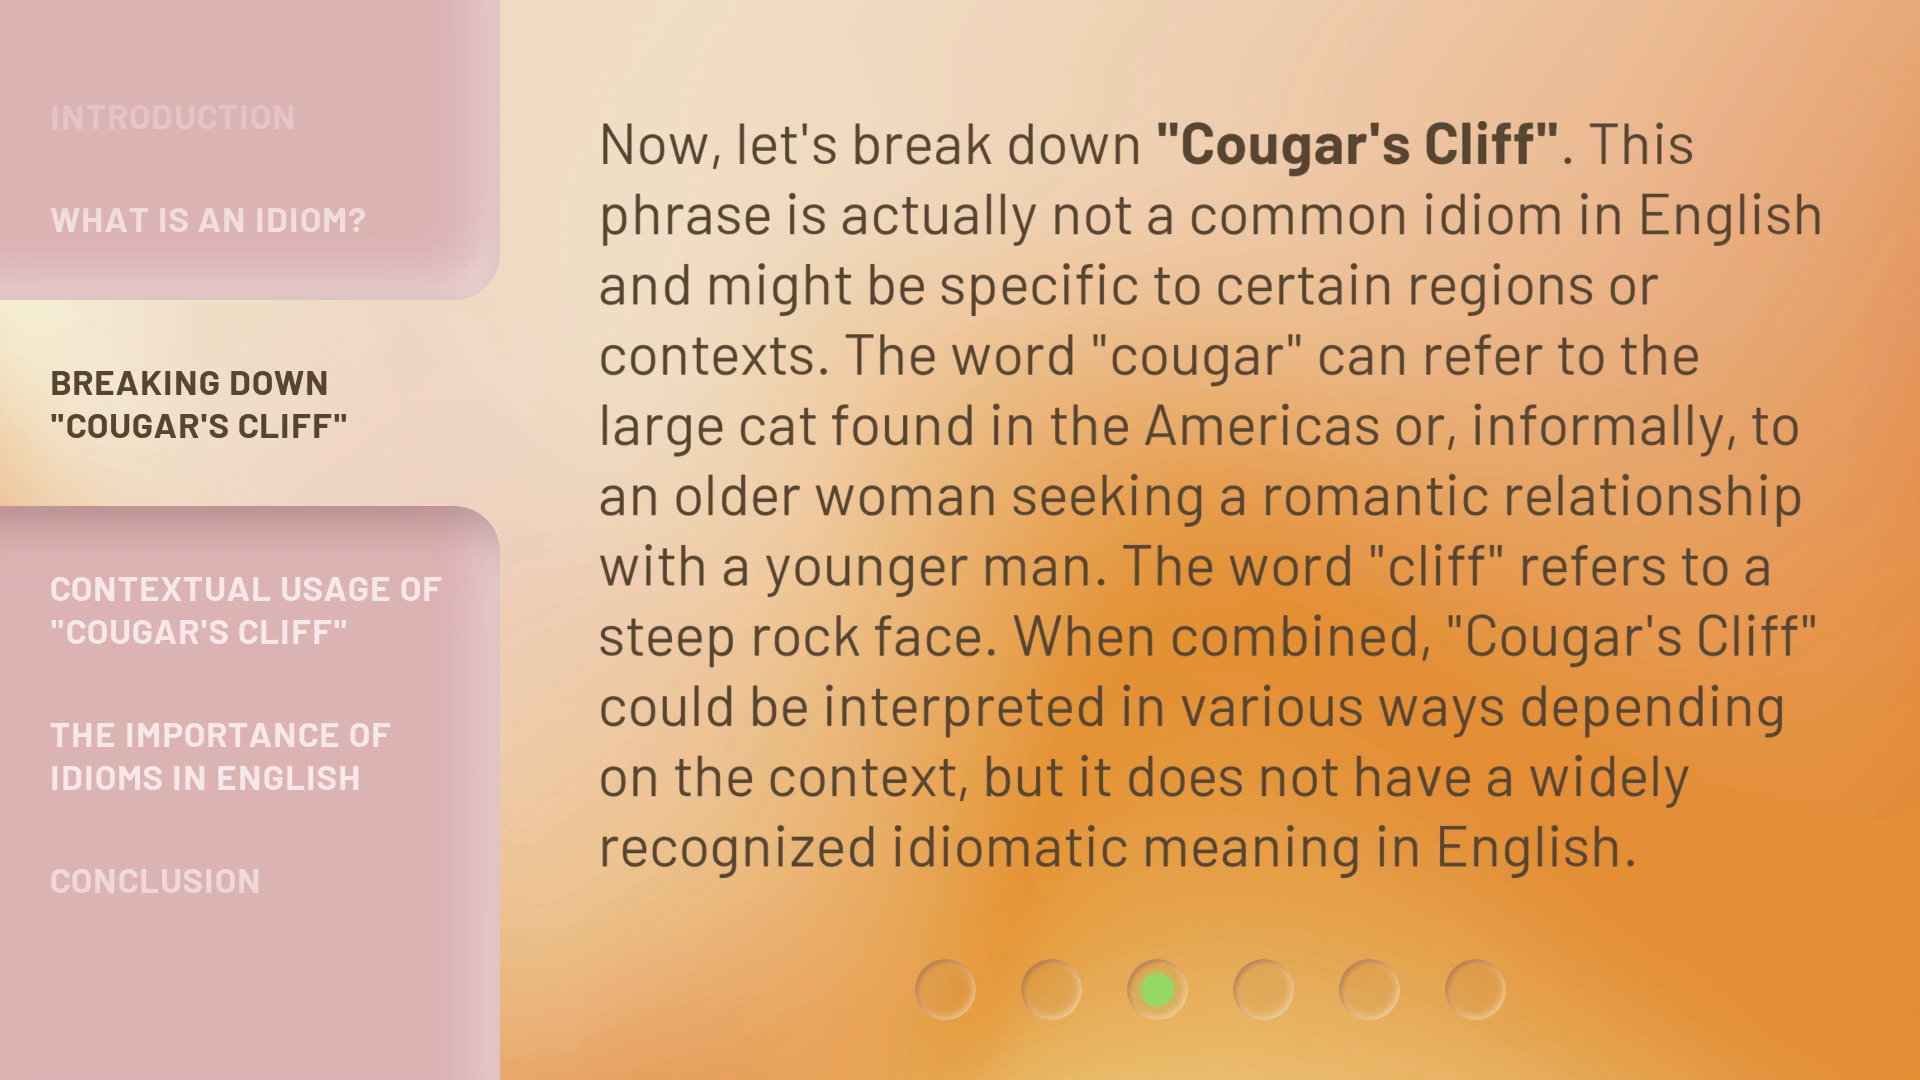 INTRODUCTION
WHAT IS AN IDIOM?
BREAKING DOWN
"COUGAR'S CLIFF"
CONTEXTUAL USAGE OF
"COUGAR'S CLIFF"
THE IMPORTANCE OF
IDIOMS IN ENGLISH
CONCLUSION
Now, let's break down "Cougar's Cliff". This
phrase is actually not a common idiom in English
and might be specific to certain regions or
contexts. The word "cougar" can refer to the
large cat found in the Americas or, informally, to
an older woman seeking a romantic relationship
with a younger man. The word "cliff" refers to a
steep rock face. When combined, "Cougar's Cliff"
could be interpreted in various ways depending
on the context, but it does not have a widely
recognized idiomatic meaning in English.